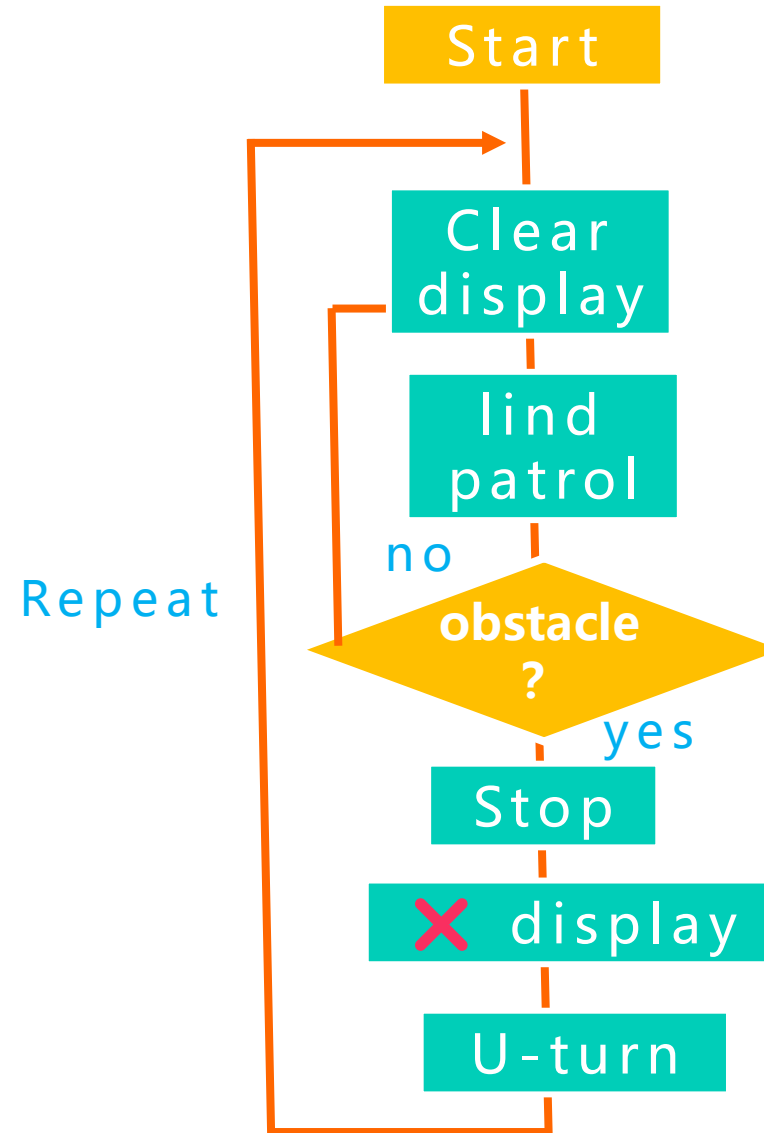 Start
Clear
display
lind
patrol
no
Repeat
obstacle
?
yes
Stop
display
U-turn